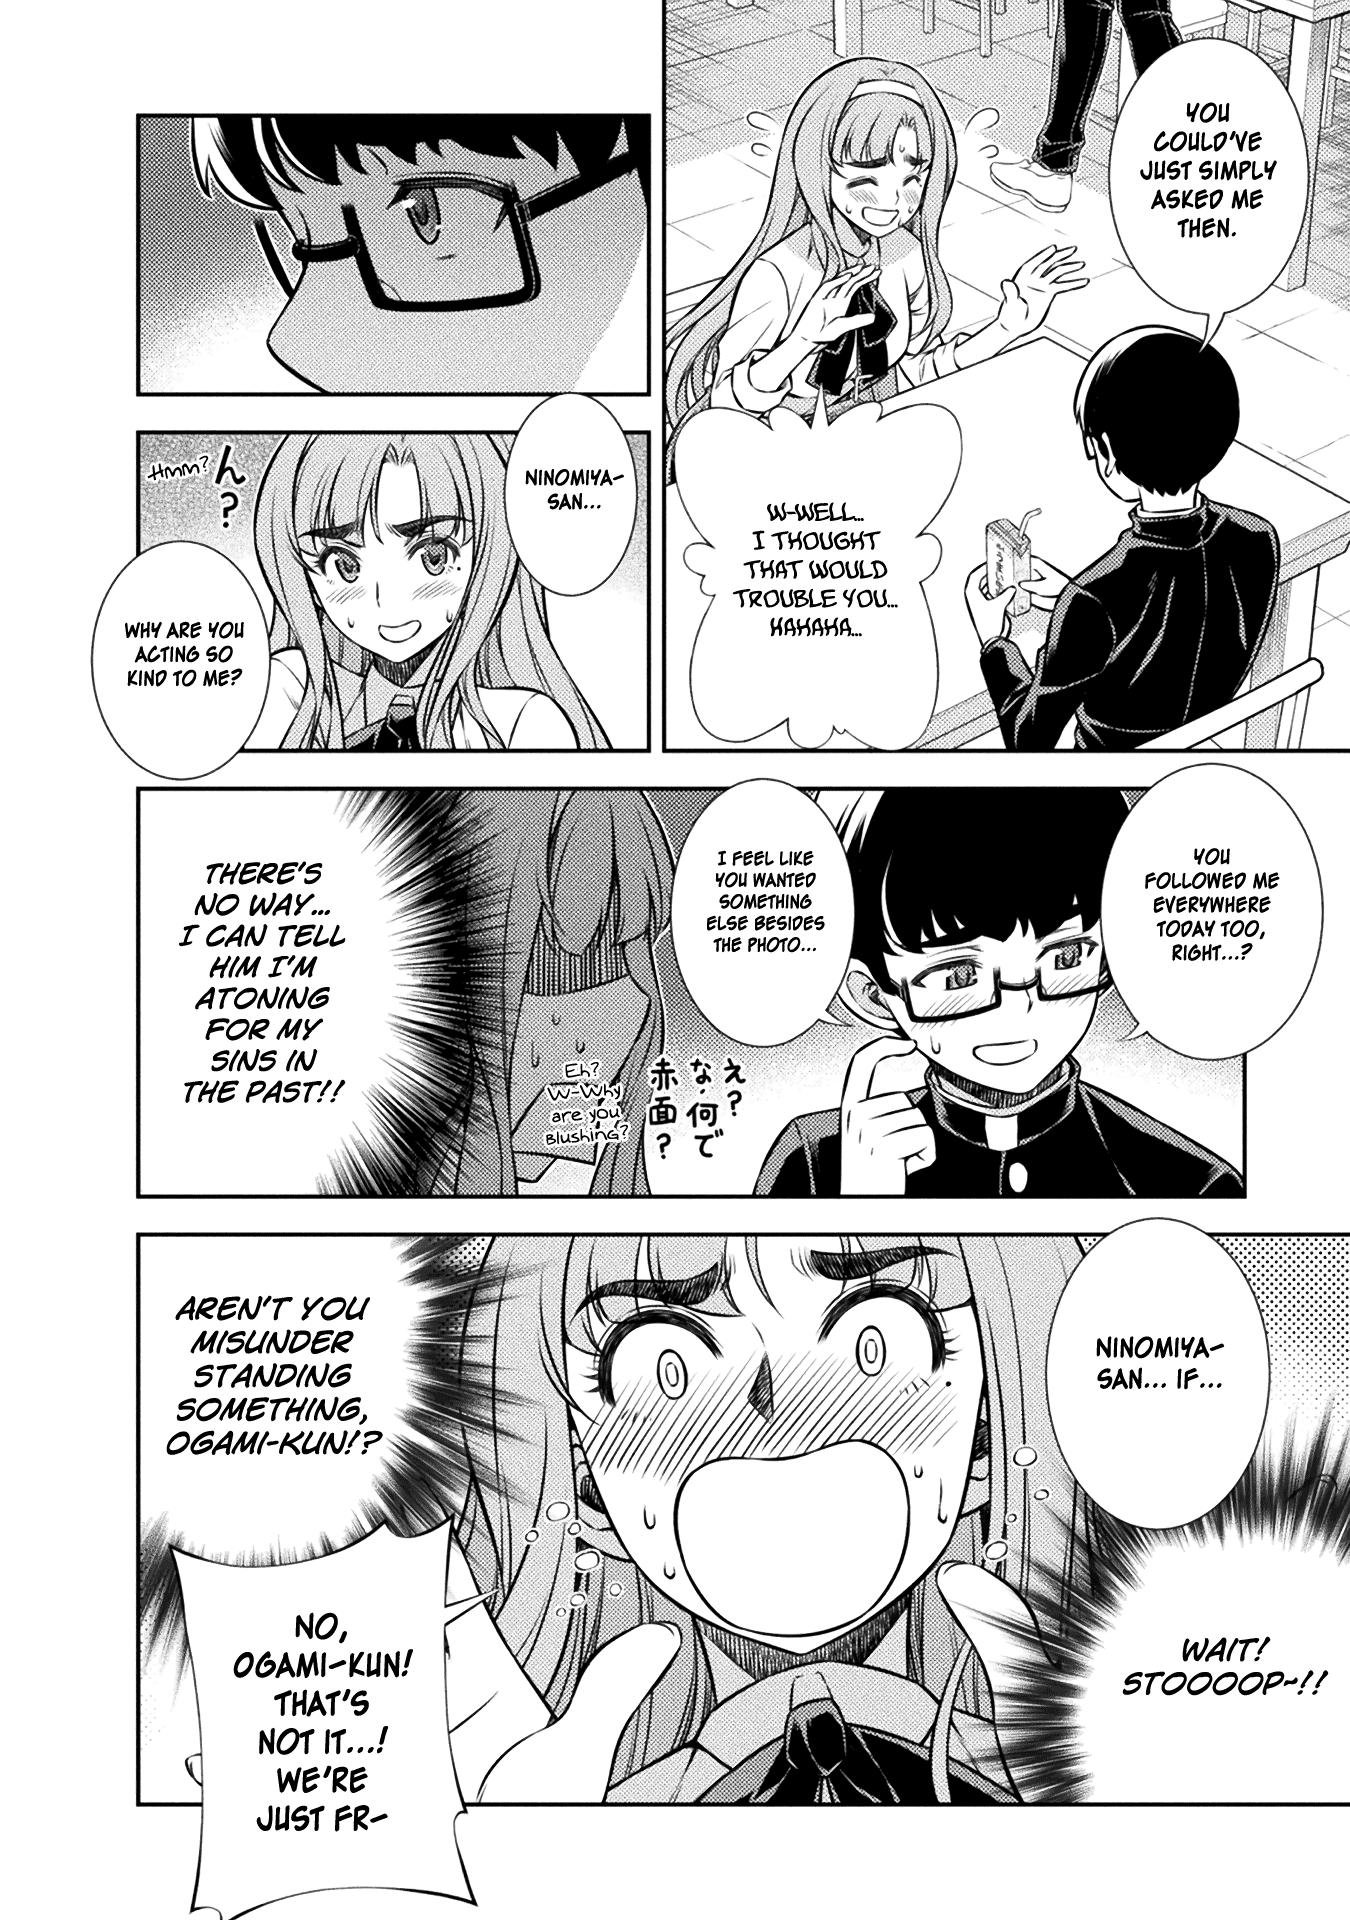 YOU
COULD'VE
JUST SIMPLY
ASKED ME
THEN.
W-WELL...
I THOUGHT
THAT WOULD
TROUBLE YOU...
HAHAHA...
NINOMIYA-
SAN...
ん?
Hmm?
WHY ARE YOU
ACTING SO
KIND TO ME?
YOU
FOLLOWED ME
EVERYWHERE
TODAY TOO,
RIGHT...?
I FEEL LIKE
YOU WANTED
SOMETHING
ELSE BESIDES
THE PHOTO...
え?
な・何で
赤面?
Eh?
W-Why
are you
blushing?
THERE'S
NO WAY...
I CAN TELL
HIM I'M
ATONING
FOR MY
SINS IN
THE PAST!!
NINOMIYA-
SAN... IF...
WAIT!
STOOOOP~!!
AREN'T YOU
MISUNDER
STANDING
SOMETHING,
OGAMI-KUN!?
NO,
OGAMI-KUN!
THAT'S
NOT IT...!
WE'RE
JUST FR-